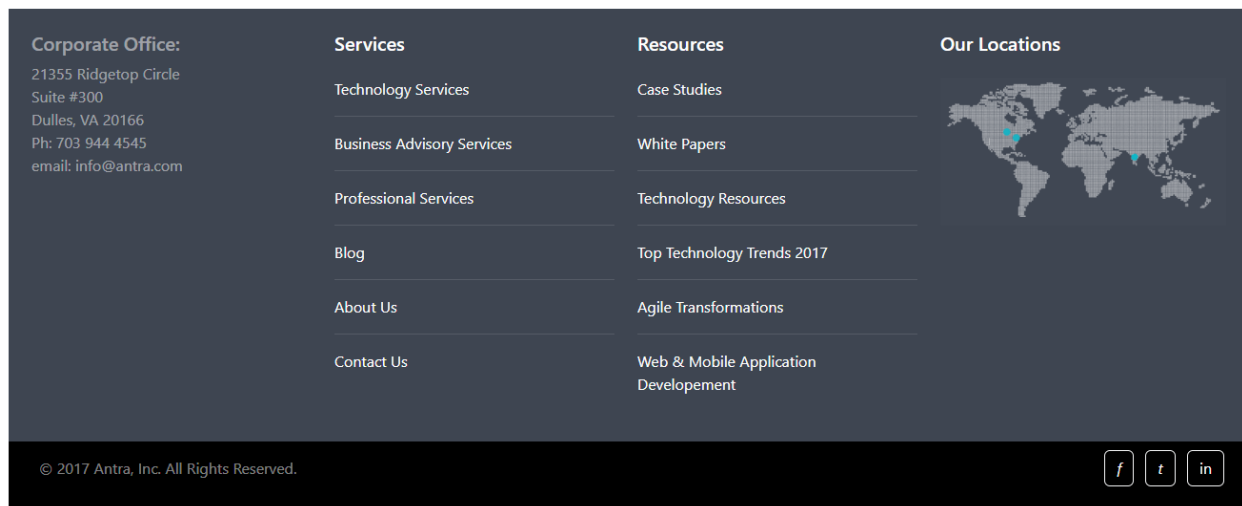 Corporate Office:
21355 Ridgetop Circle
Suite #300
Dulles, VA 20166
Ph: 703 944 4545
email: info@antra.com
Services
Technology Services
Business Advisory Services
Professional Services
Blog
About Us
Contact Us
Resources
Case Studies
White Papers
Technology Resources
Top Technology Trends 2017
Agile Transformations
Web & Mobile Application
Developement
Our Locations
© 2017 Antra, Inc. All Rights Reserved.
f
t
in